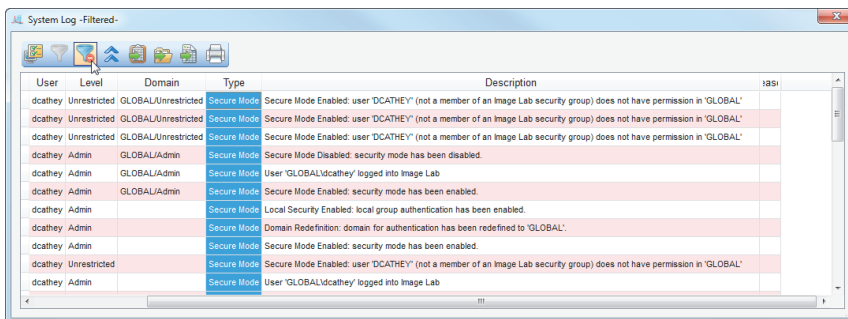 System Log -Filtered-
User Level Domain Type Description
dcathey Unrestricted GLOBAL/Unrestricted Secure Mode Secure Mode Enabled: user 'DCATHEY' (not a member of an Image Lab security group) does not have permission in 'GLOBAL'
dcathey Unrestricted GLOBAL/Unrestricted Secure Mode Secure Mode Enabled: user 'DCATHEY' (not a member of an Image Lab security group) does not have permission in 'GLOBAL'
dcathey Unrestricted GLOBAL/Unrestricted Secure Mode Secure Mode Enabled: user 'DCATHEY' (not a member of an Image Lab security group) does not have permission in 'GLOBAL'
dcathey Admin GLOBAL/Admin Secure Mode Secure Mode Disabled: security mode has been disabled.
dcathey Admin GLOBAL/Admin Secure Mode User 'GLOBAL\dcathey' logged into Image Lab
dcathey Admin GLOBAL/Admin Secure Mode Secure Mode Enabled: security mode has been enabled.
dcathey Admin Secure Mode Local Security Enabled: local group authentication has been enabled.
dcathey Admin Secure Mode Domain Redefinition: domain for authentication has been redefined to 'GLOBAL'.
dcathey Admin Secure Mode Secure Mode Enabled: security mode has been enabled.
dcathey Unrestricted Secure Mode Secure Mode Enabled: user 'DCATHEY' (not a member of an Image Lab security group) does not have permission in 'GLOBAL'
dcathey Admin Secure Mode User 'GLOBAL\dcathey' logged into Image Lab